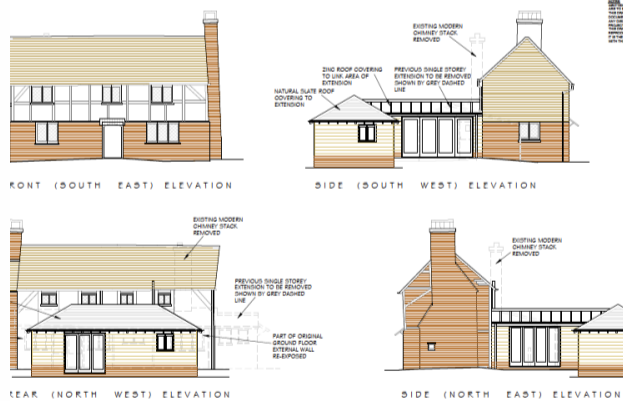 EXISTING MODERN
CHIMNEY STACK
REMOVED
ZINC ROOF COVERING
TO LINK AREA OF
EXTENSION
PREVIOUS SINGLE STOREY
EXTENSION TO BE REMOVED
SHOWN BY GREY DASHED
LINE
NATURAL SLATE ROOF
COVERING TO
EXTENSION
RONT (SOUTH EAST) ELEVATION
SIDE (SOUTH WEST) ELEVATION
EXISTING MODERN
CHIMNEY STACK
REMOVED
PREVIOUS SINGLE STOREY
EXTENSION TO BE REMOVED
SHOWN BY GREY DASHED
LINE
PART OF ORIGINAL
GROUND FLOOR
EXTERNAL WALL
RE-EXPOSED
EXISTING MODERN
CHIMNEY STACK
REMOVED
REAR (NORTH WEST) ELEVATION
SIDE (NORTH EAST) ELEVATION